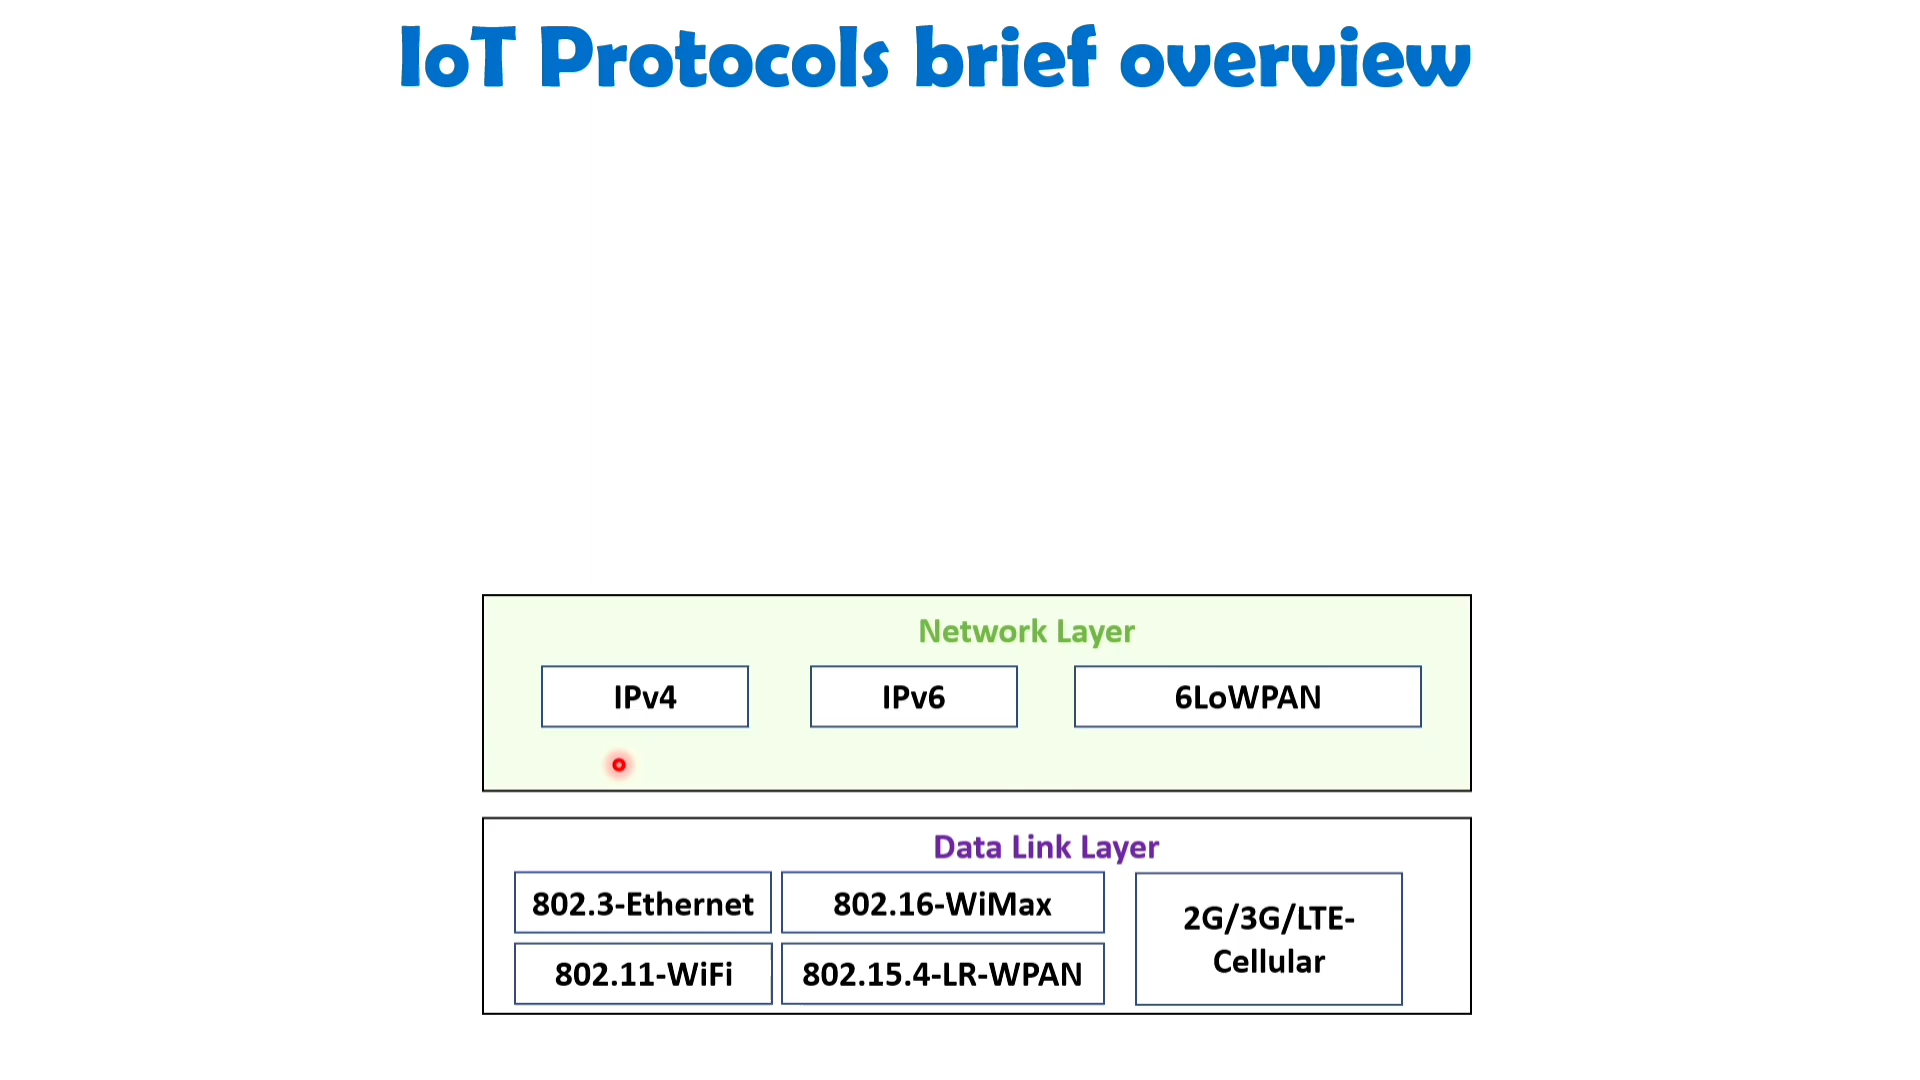 IoT Protocols brief overview
Network Layer
IPv4
IPv6
6LoWPAN
Data Link Layer
802.3-Ethernet
802.16-WiMax
2G/3G/LTE-
Cellular
802.11-WiFi
802.15.4-LR-WPAN